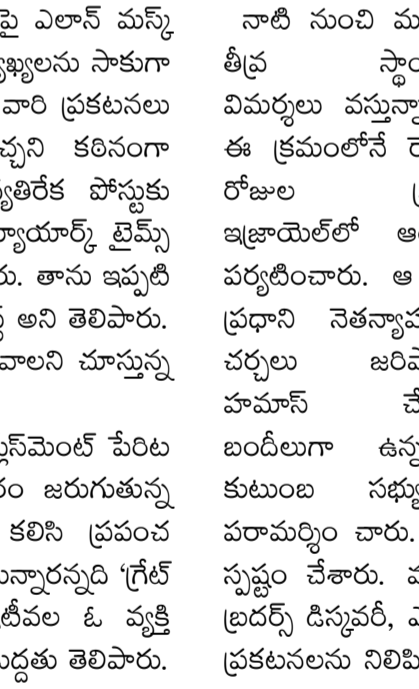 పై ఎలాన్ మస్క్
వ్యాఖ్యలను సాకుగా
వారి ప్రకటనలు
చ్చని కఠినంగా
్యతిరేక పోస్టుకు
్యూయార్క్ టైమ్స్
రు. తాను ఇప్పటి
అని తెలిపారు.
వాలని చూస్తున్న
స్‌మెంట్ పేరిట
రం జరుగుతున్న
కలిసి ప్రపంచ
న్నారన్నది ‘గ్రేట్
టీవల ఓ వ్యక్తి
ద్దతు తెలిపారు.
నాటి నుంచి మ
తీవ్ర స్థా
విమర్శలు వస్తున్నా
ఈ క్రమంలోనే
రోజుల
ఇజ్రాయెల్‌లో ఆ
పర్యటించారు. ఆ
ప్రధాని నెతన్యా
చర్చలు జరి
హమాస్ చే
బందీలుగా ఉన్న
కుటుంబ సభ్యు
పరామర్శిం చారు.
స్పష్టం చేశారు.
బ్రదర్స్ డిస్కవరీ,
ప్రకటనలను నిలిపి